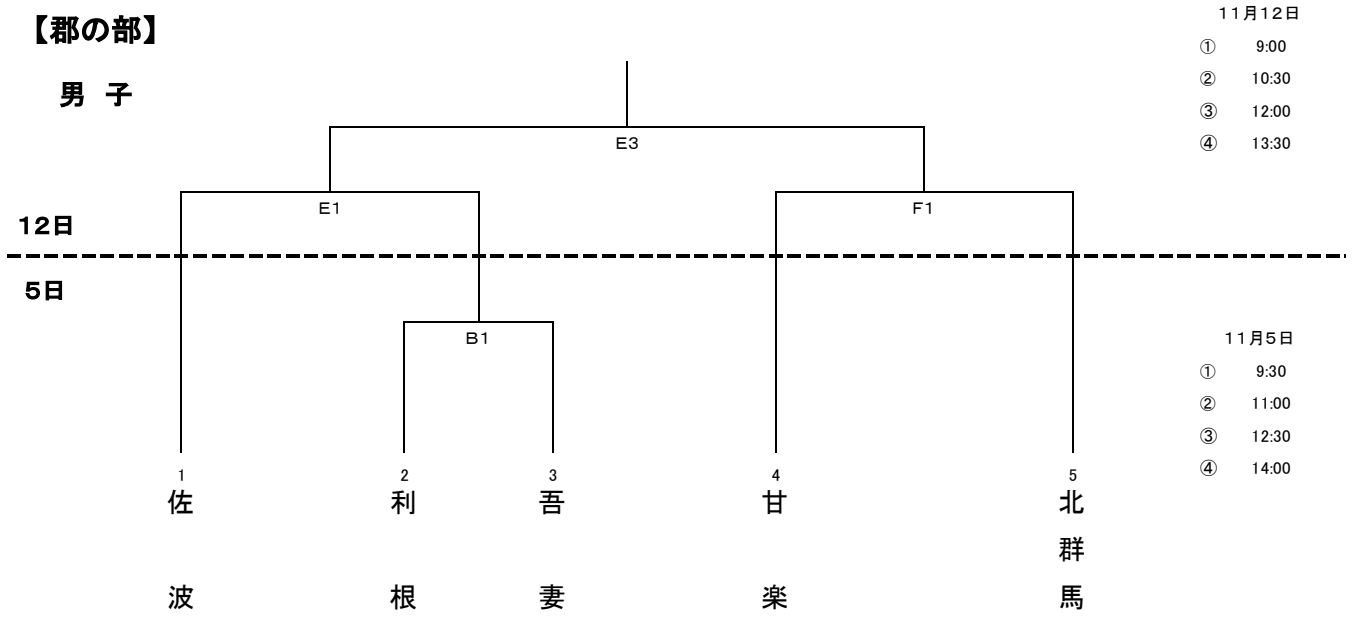 【郡の部】
男 子
11月12日
① 9:00
② 10:30
③ 12:00
④ 13:30
E3
E1
F1
12日
5日
B1
11月5日
① 9:30
② 11:00
③ 12:30
④ 14:00
1
佐波
2
利根
3
吾妻
4
甘楽
5
北群馬